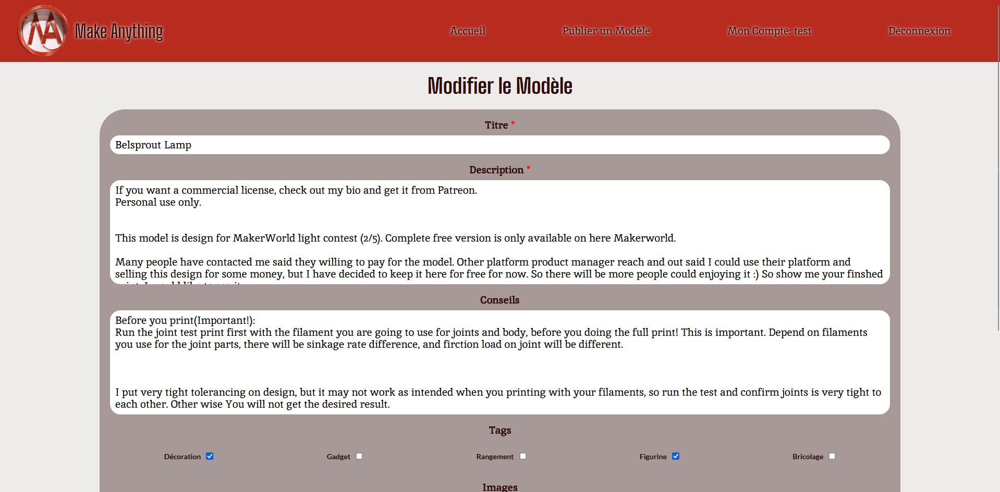 MA Make Anything
Accueil
Publier un Modèle
Mon Compte: test
Déconnexion
Modifier le Modèle
Titre *
Belsprout Lamp
Description *
If you want a commercial license, check out my bio and get it from Patreon.
Personal use only.
This model is design for MakerWorld light contest (2/5). Complete free version is only available on here Makerworld.
Many people have contacted me said they willing to pay for the model. Other platform product manager reach and out said I could use their platform and
selling this design for some money, but I have decided to keep it here for free for now. So there will be more people could enjoying it :) So show me your finshed
Conseils
Before you print(Important!):
Run the joint test print first with the filament you are going to use for joints and body, before you doing the full print! This is important. Depend on filaments
you use for the joint parts, there will be sinkage rate difference, and firction load on joint will be different.
I put very tight tolerancing on design, but it may not work as intended when you printing with your filaments, so run the test and confirm joints is very tight to
each other. Other wise You will not get the desired result.
Tags
Décoration
Gadget
Rangement
Figurine
Bricolage
Images